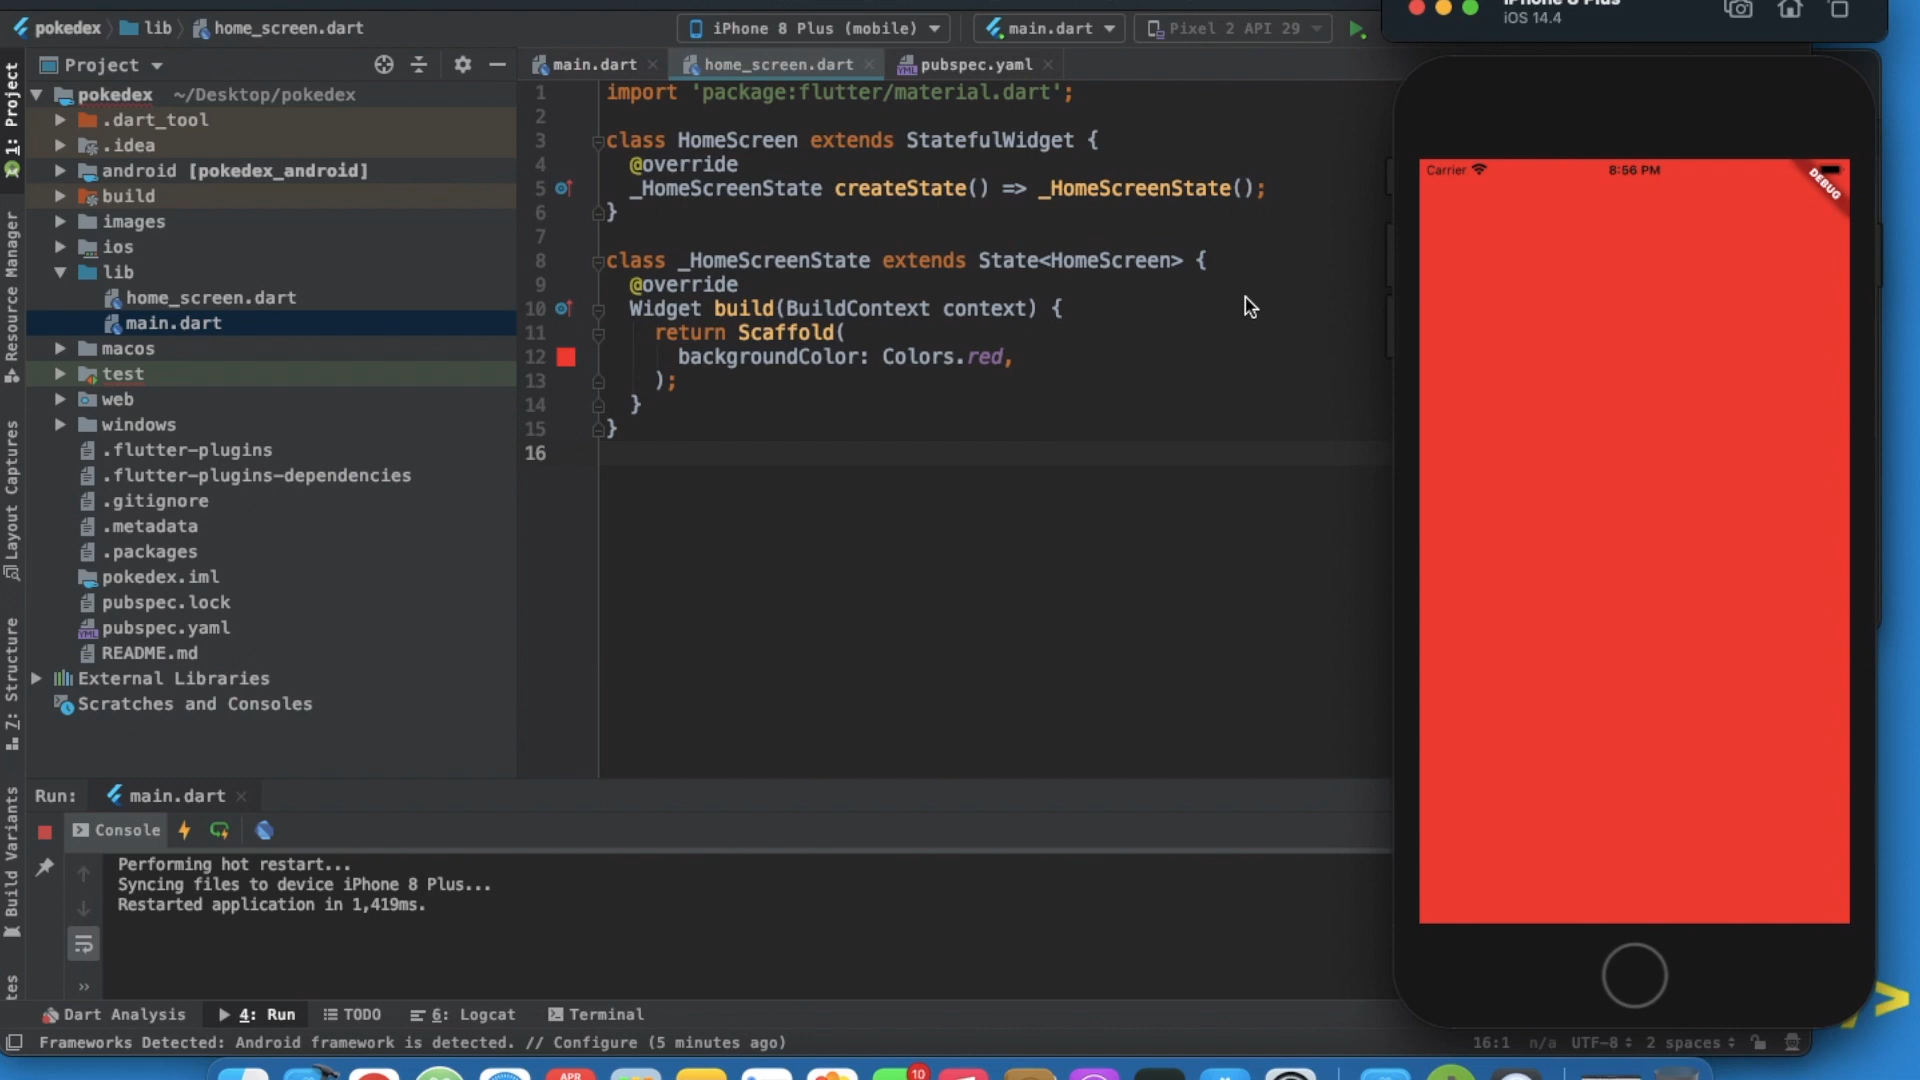 pokedex lib home_screen.dart
iPhone 8 Plus (mobile) main.dart Pixel 2 API 29
iOS 14.4
Project
main.dart home_screen.dart pubspec.yaml
pokedex ~/Desktop/pokedex
.dart_tool
.idea
android [pokedex_android]
build
images
ios
lib
home_screen.dart
main.dart
macos
test
web
windows
.flutter-plugins
.flutter-plugins-dependencies
.gitignore
.metadata
.packages
pokedex.iml
pubspec.lock
pubspec.yaml
README.md
External Libraries
Scratches and Consoles
1: Project
Resource Manager
Layout Captures
7: Structure
Build Variants
1 import 'package:flutter/material.dart';
2
3 class HomeScreen extends StatefulWidget {
4 @override
5 _HomeScreenState createState() => _HomeScreenState();
6 }
7
8 class _HomeScreenState extends State<HomeScreen> {
9 @override
10 Widget build(BuildContext context) {
11 return Scaffold(
12 backgroundColor: Colors.red,
13 );
14 }
15 }
16
Carrier 8:56 PM
DEBUG
Run: main.dart
Console
Performing hot restart...
Syncing files to device iPhone 8 Plus...
Restarted application in 1,419ms.
Dart Analysis 4: Run TODO 6: Logcat Terminal
Frameworks Detected: Android framework is detected. // Configure (5 minutes ago)
16:1 n/a UTF-8 2 spaces
APR
10